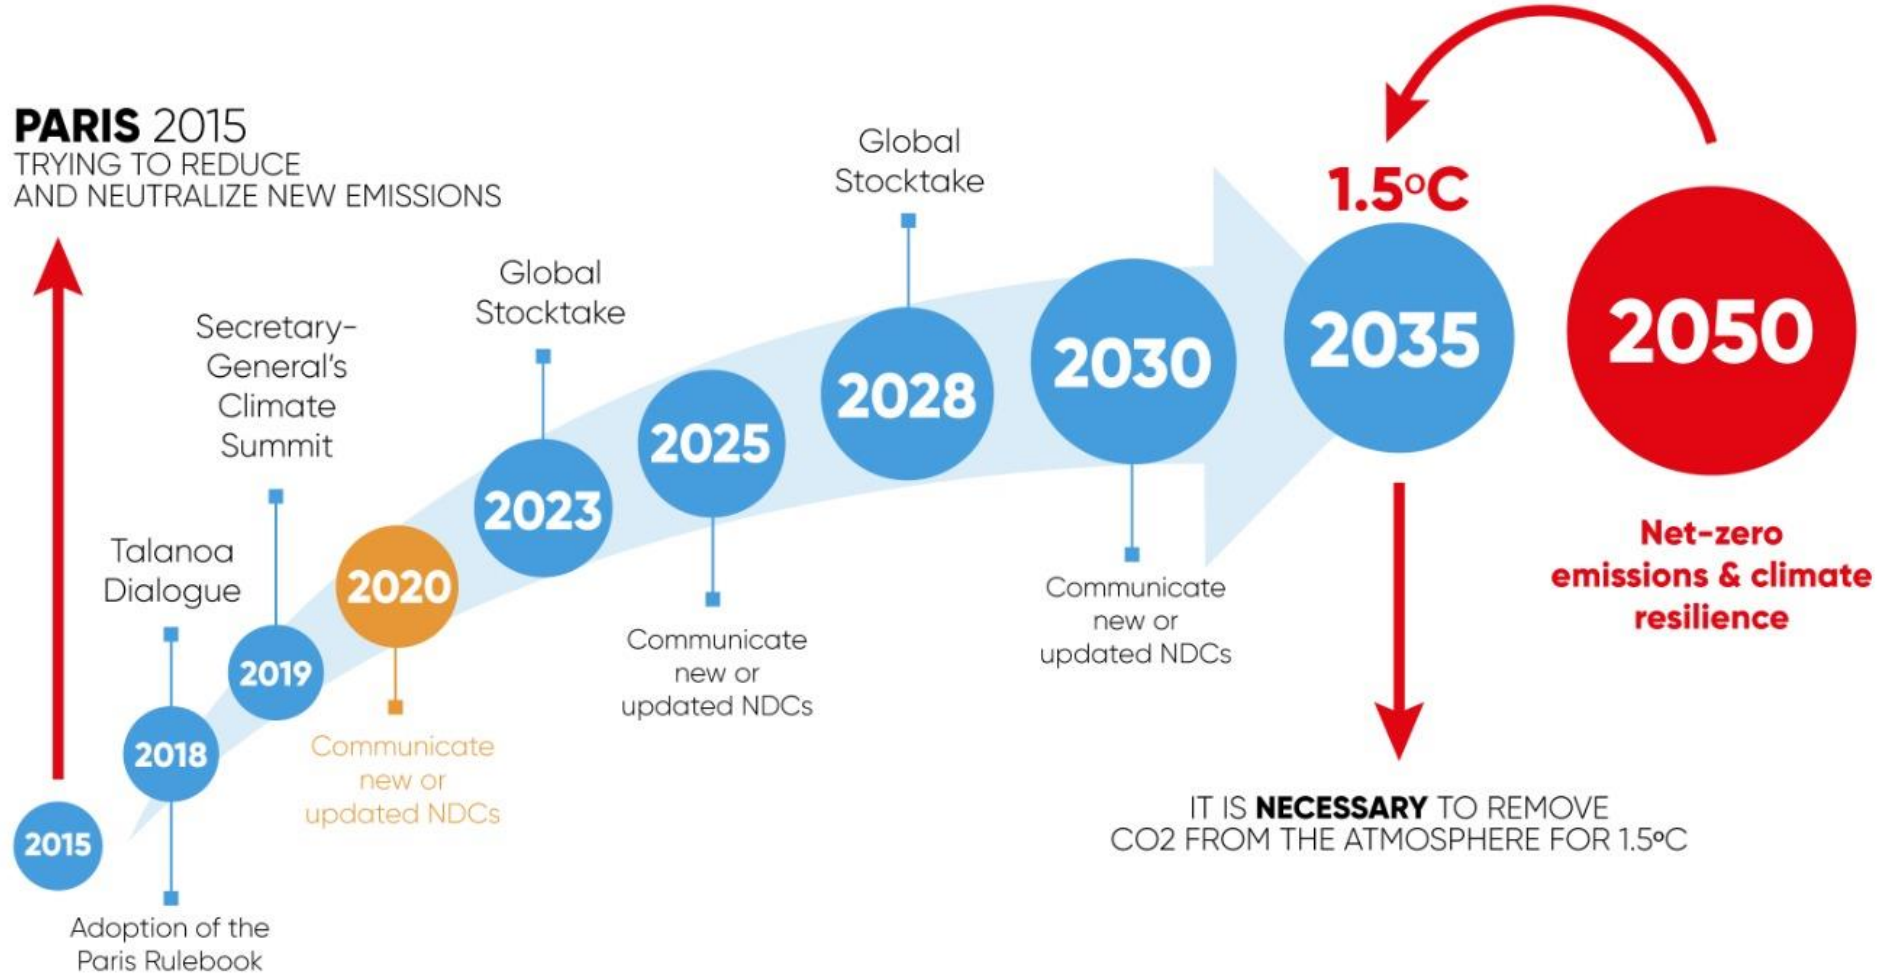 PARIS 2015
TRYING TO REDUCE
AND NEUTRALIZE NEW EMISSIONS
2015
Talanoa
Dialogue
2018
Adoption of the
Paris Rulebook
Secretary-
General's
Climate
Summit
2019
2020
Communicate
new or
updated NDCs
Global
Stocktake
2023
2025
Communicate
new or
updated NDCs
Global
Stocktake
2028
2030
Communicate
new or
updated NDCs
1.5ºC
2035
IT IS NECESSARY TO REMOVE
CO2 FROM THE ATMOSPHERE FOR 1.5ºC
2050
Net-zero
emissions & climate
resilience